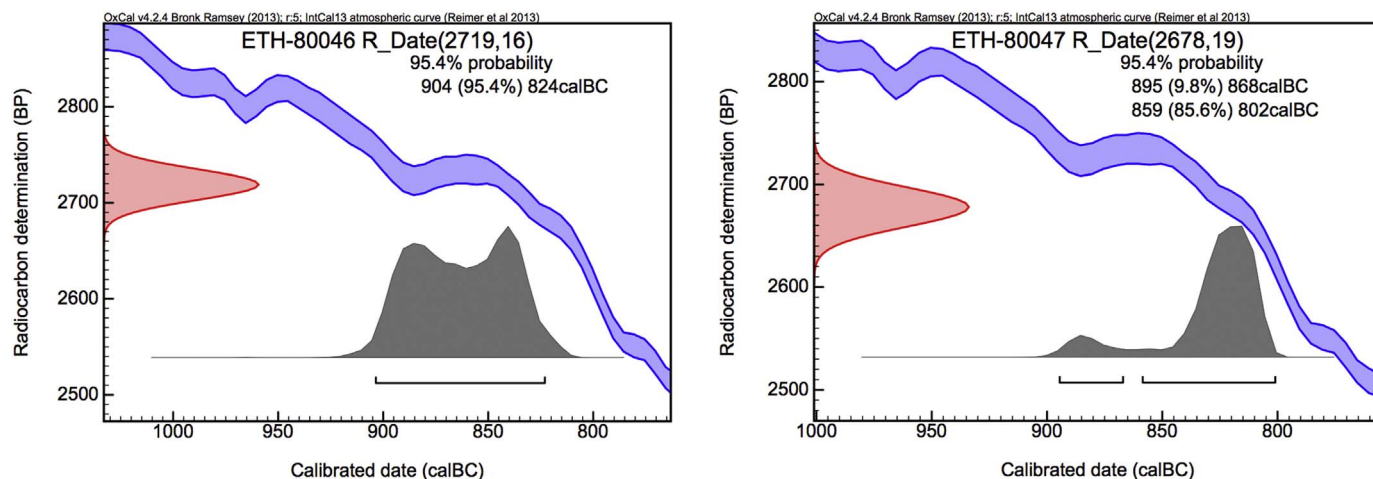 OxCal v4.2.4 Bronk Ramsey (2013); r:5; IntCal13 atmospheric curve (Reimer et al 2013)
ETH-80046 R_Date(2719,16)
95.4% probability
904 (95.4%) 824calBC
Radiocarbon determination (BP)
2800
2700
2600
2500
1000 950 900 850 800
Calibrated date (calBC)
OxCal v4.2.4 Bronk Ramsey (2013); r:5; IntCal13 atmospheric curve (Reimer et al 2013)
ETH-80047 R_Date(2678,19)
95.4% probability
895 (9.8%) 868calBC
859 (85.6%) 802calBC
Radiocarbon determination (BP)
2800
2700
2600
2500
1000 950 900 850 800
Calibrated date (calBC)